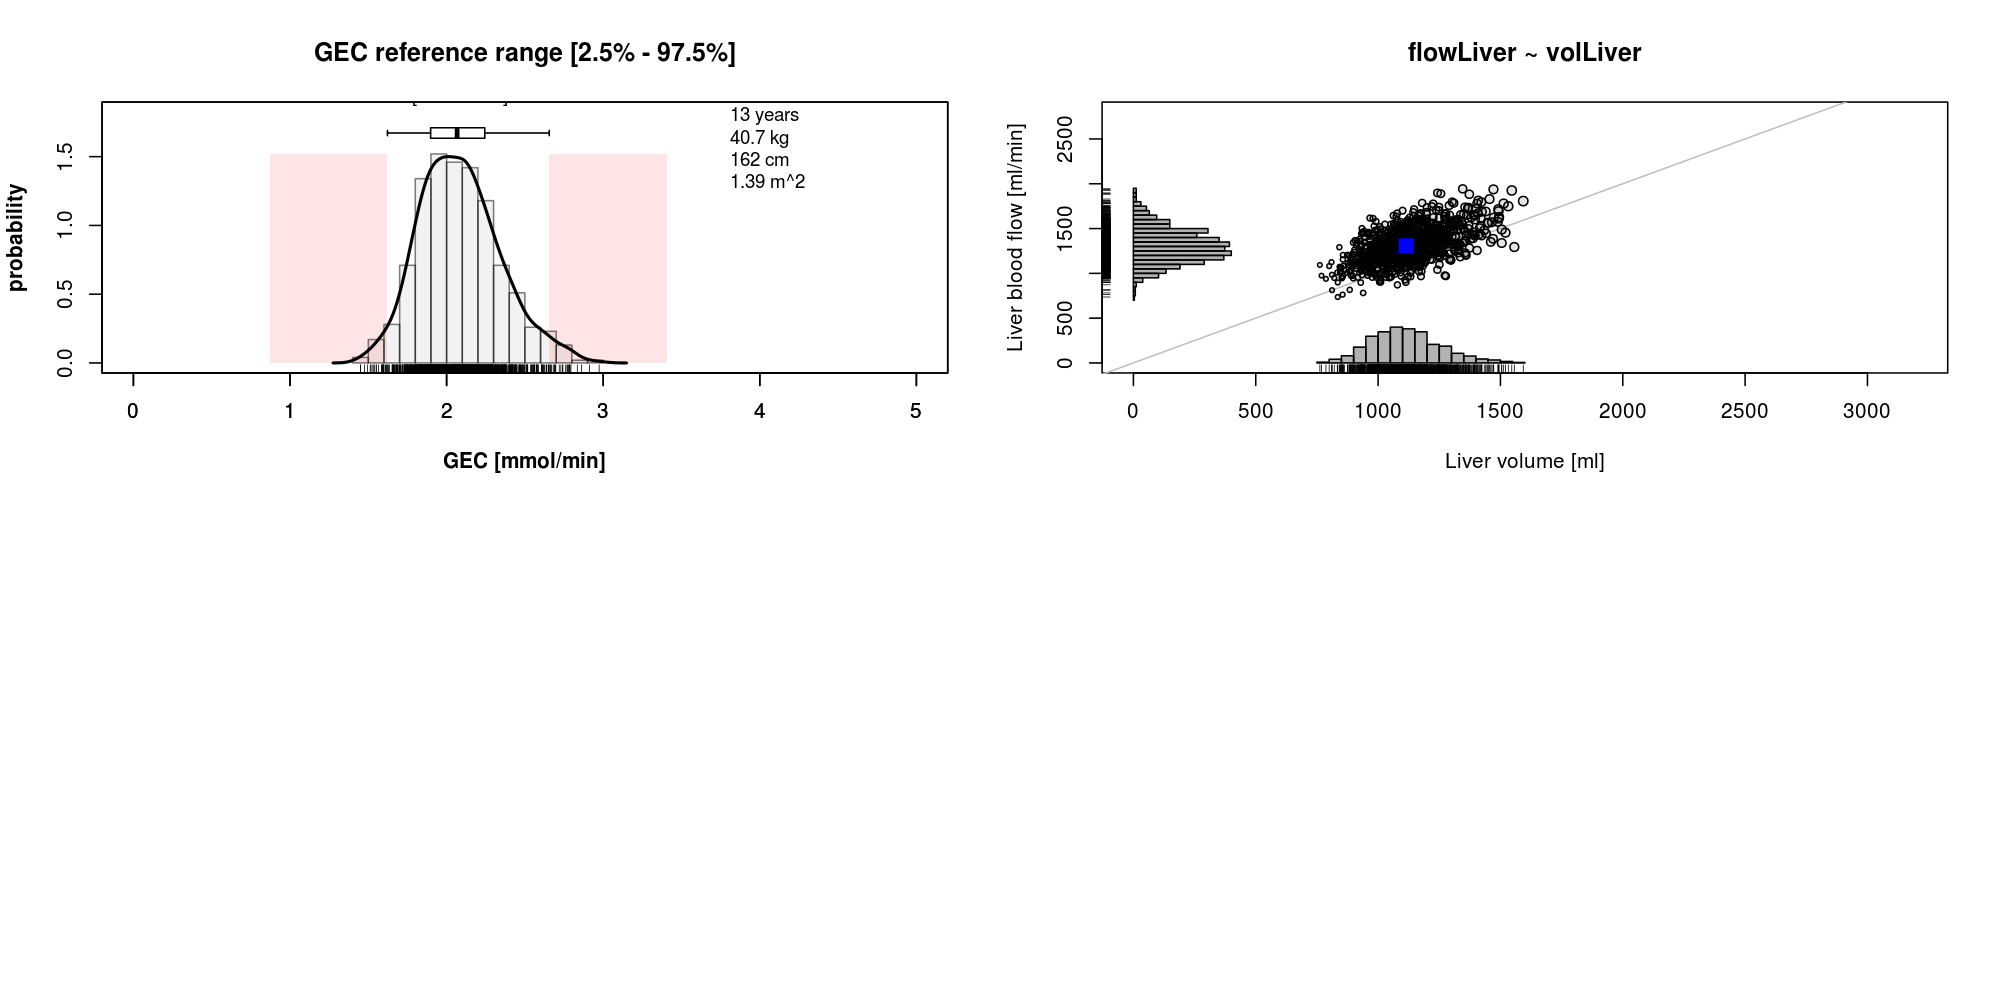 GEC reference range [2.5% - 97.5%]
13 years
40.7 kg
162 cm
1.39 m^2
probability
0.0
0.5
1.0
1.5
0 1 2 3 4 5
GEC [mmol/min]
flowLiver ~ volLiver
Liver blood flow [ml/min]
0
500
1500
2500
0 500 1000 1500 2000 2500 3000
Liver volume [ml]